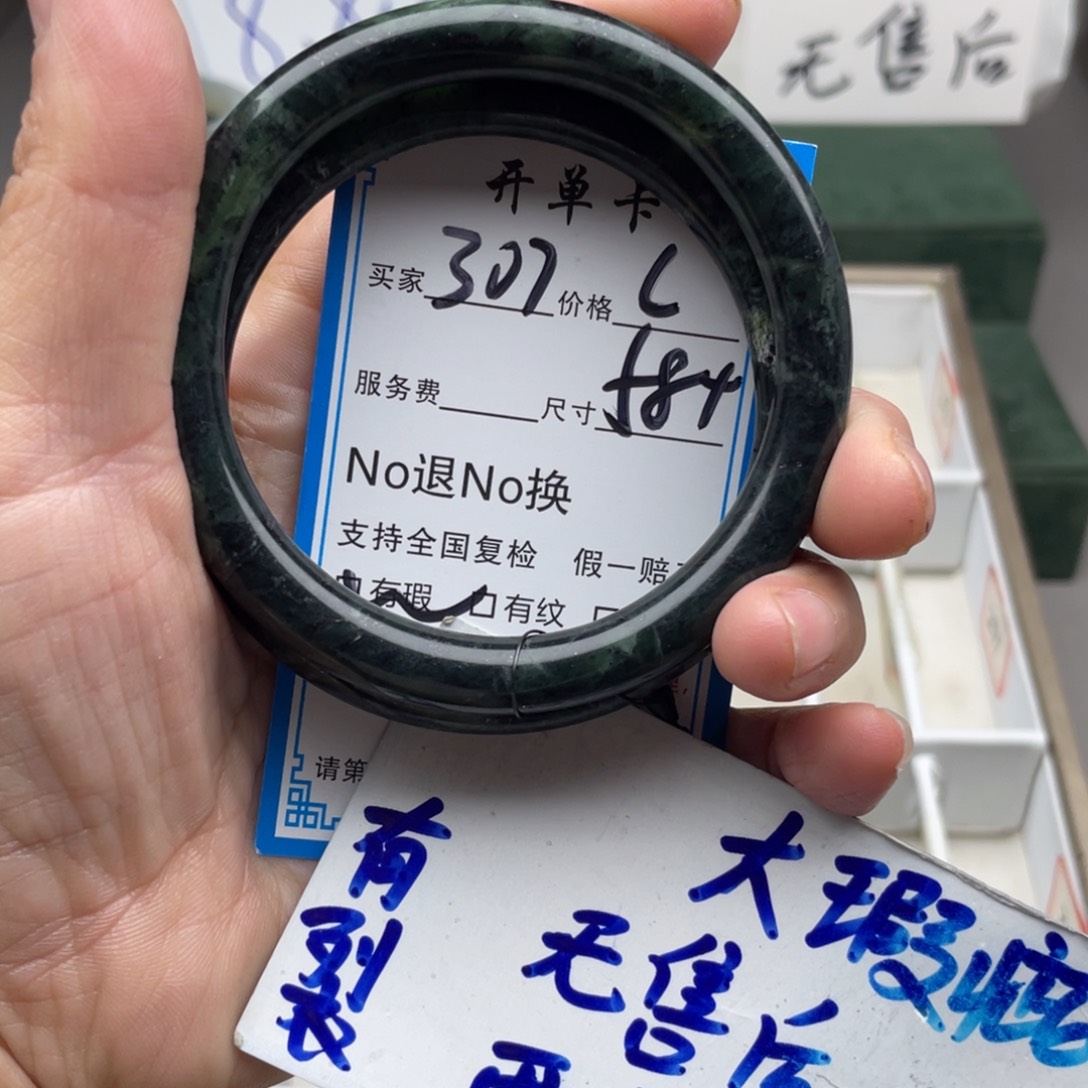 无售后
开单卡
买家 307 价格 L
服务费 尺寸 584
No退No换
支持全国复检 假一赔
有瑕 口有纹
请第
有裂
大瑕疵
无售后